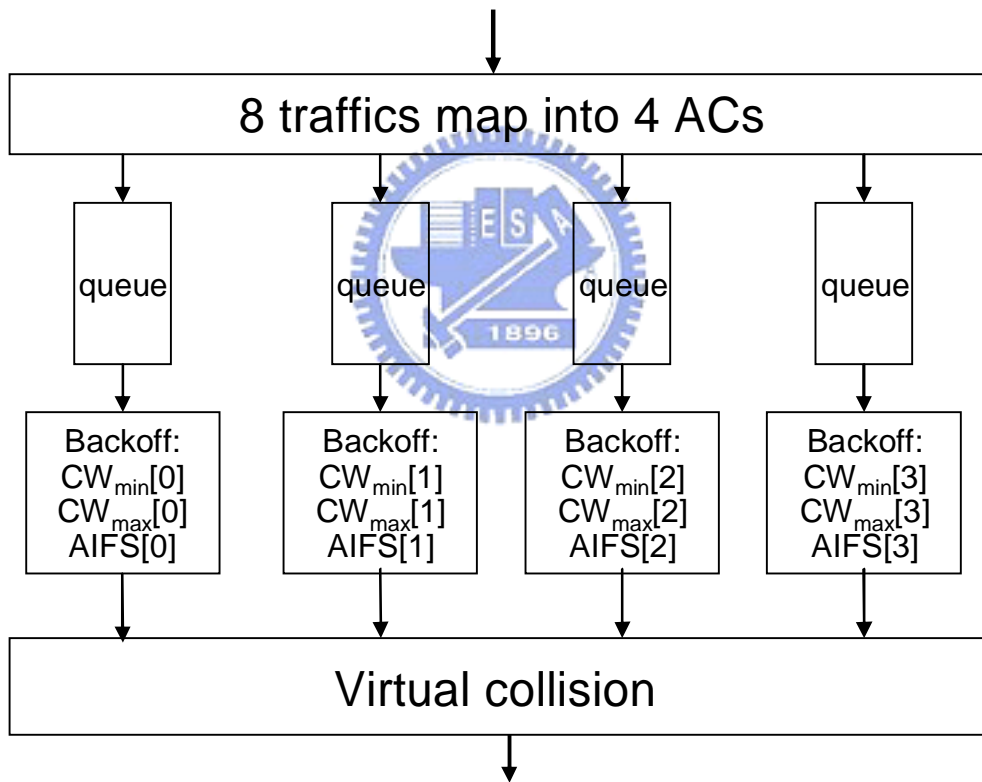 8 traffics map into 4 ACs
E S A
queue queue queue queue
1896
Backoff: Backoff: Backoff: Backoff:
CWmin[0] CWmin[1] CWmin[2] CWmin[3]
CWmax[0] CWmax[1] CWmax[2] CWmax[3]
AIFS[0] AIFS[1] AIFS[2] AIFS[3]
Virtual collision